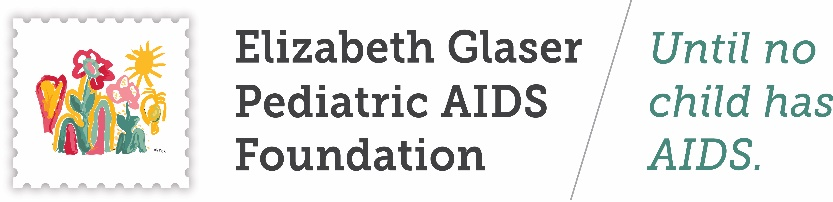 Elizabeth Glaser
Pediatric AIDS
Foundation
Until no
child has
AIDS.